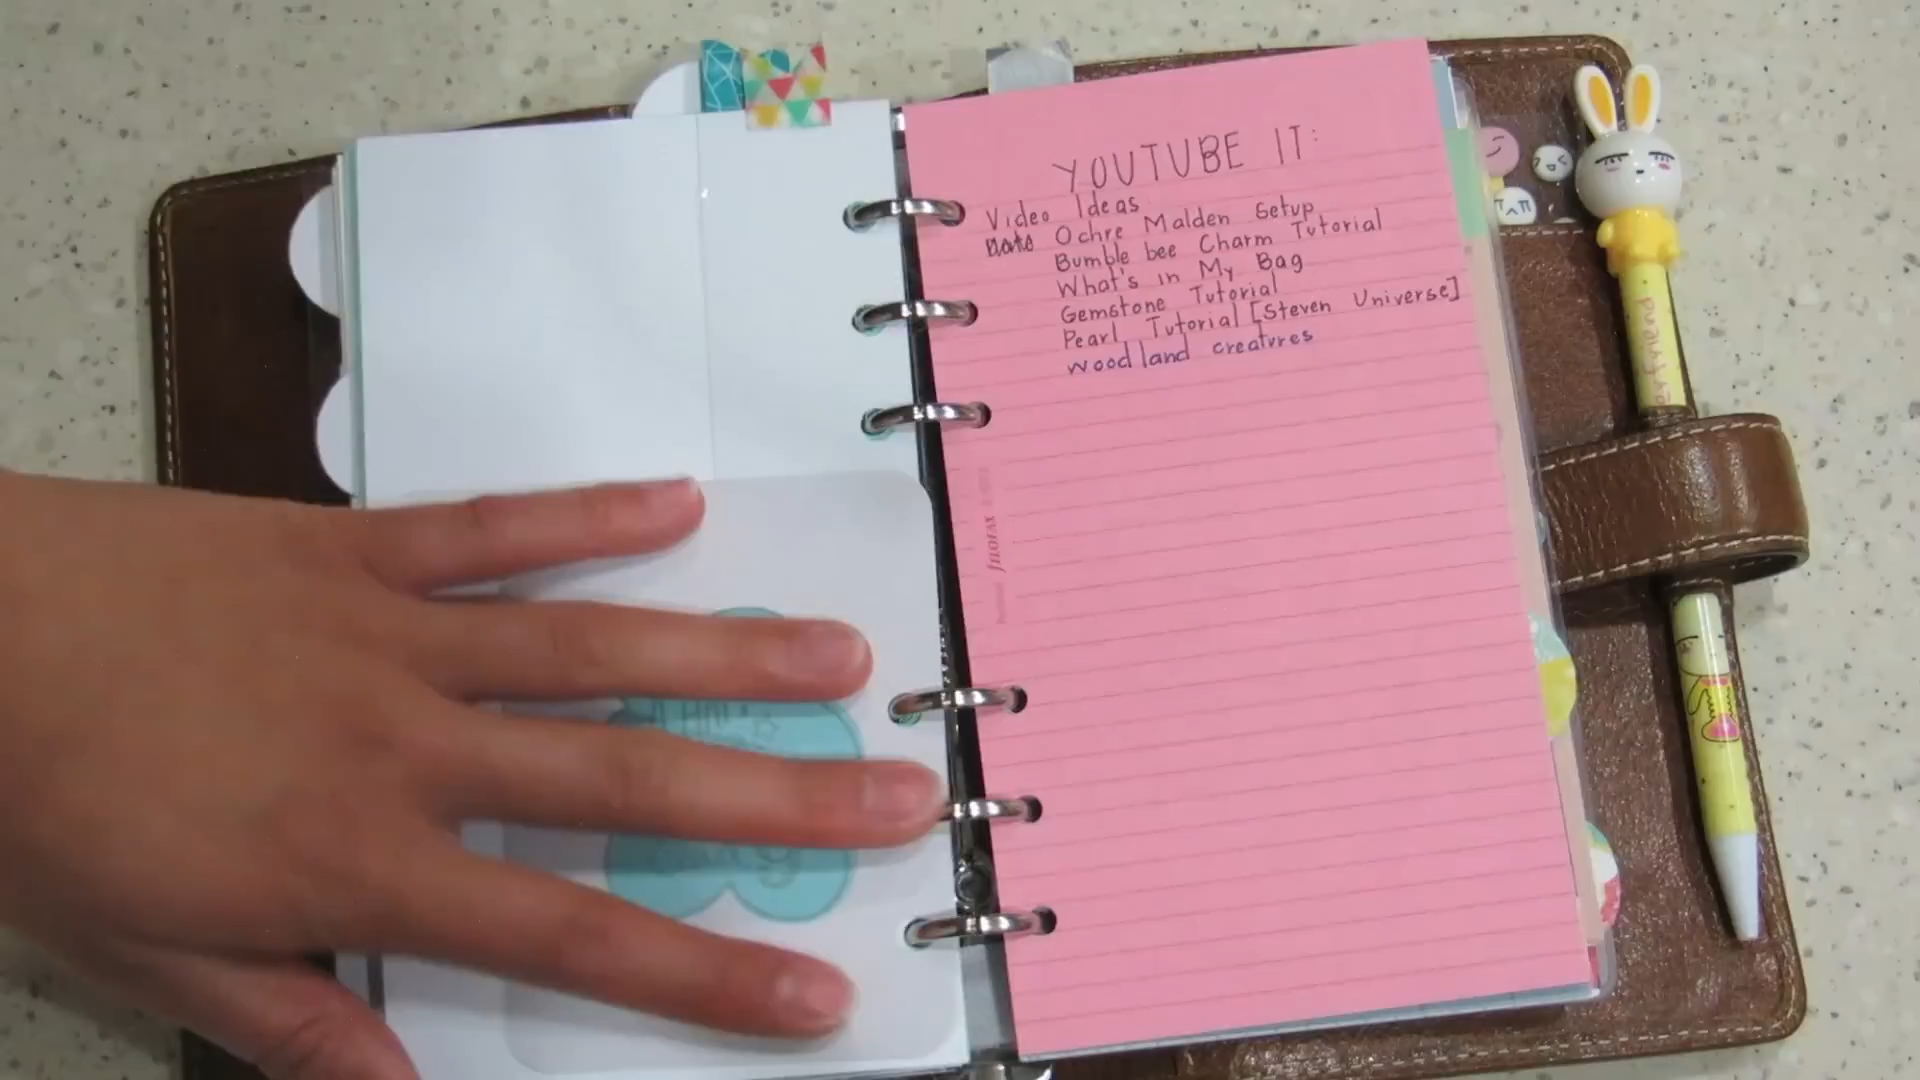 YOUTUBE IT:
Video Ideas
Ochre Malden Setup
Bumble bee Charm Tutorial
What's in My Bag
Gemstone Tutorial
Pearl Tutorial [Steven Universe]
woodland creatures
filofax
erfriend